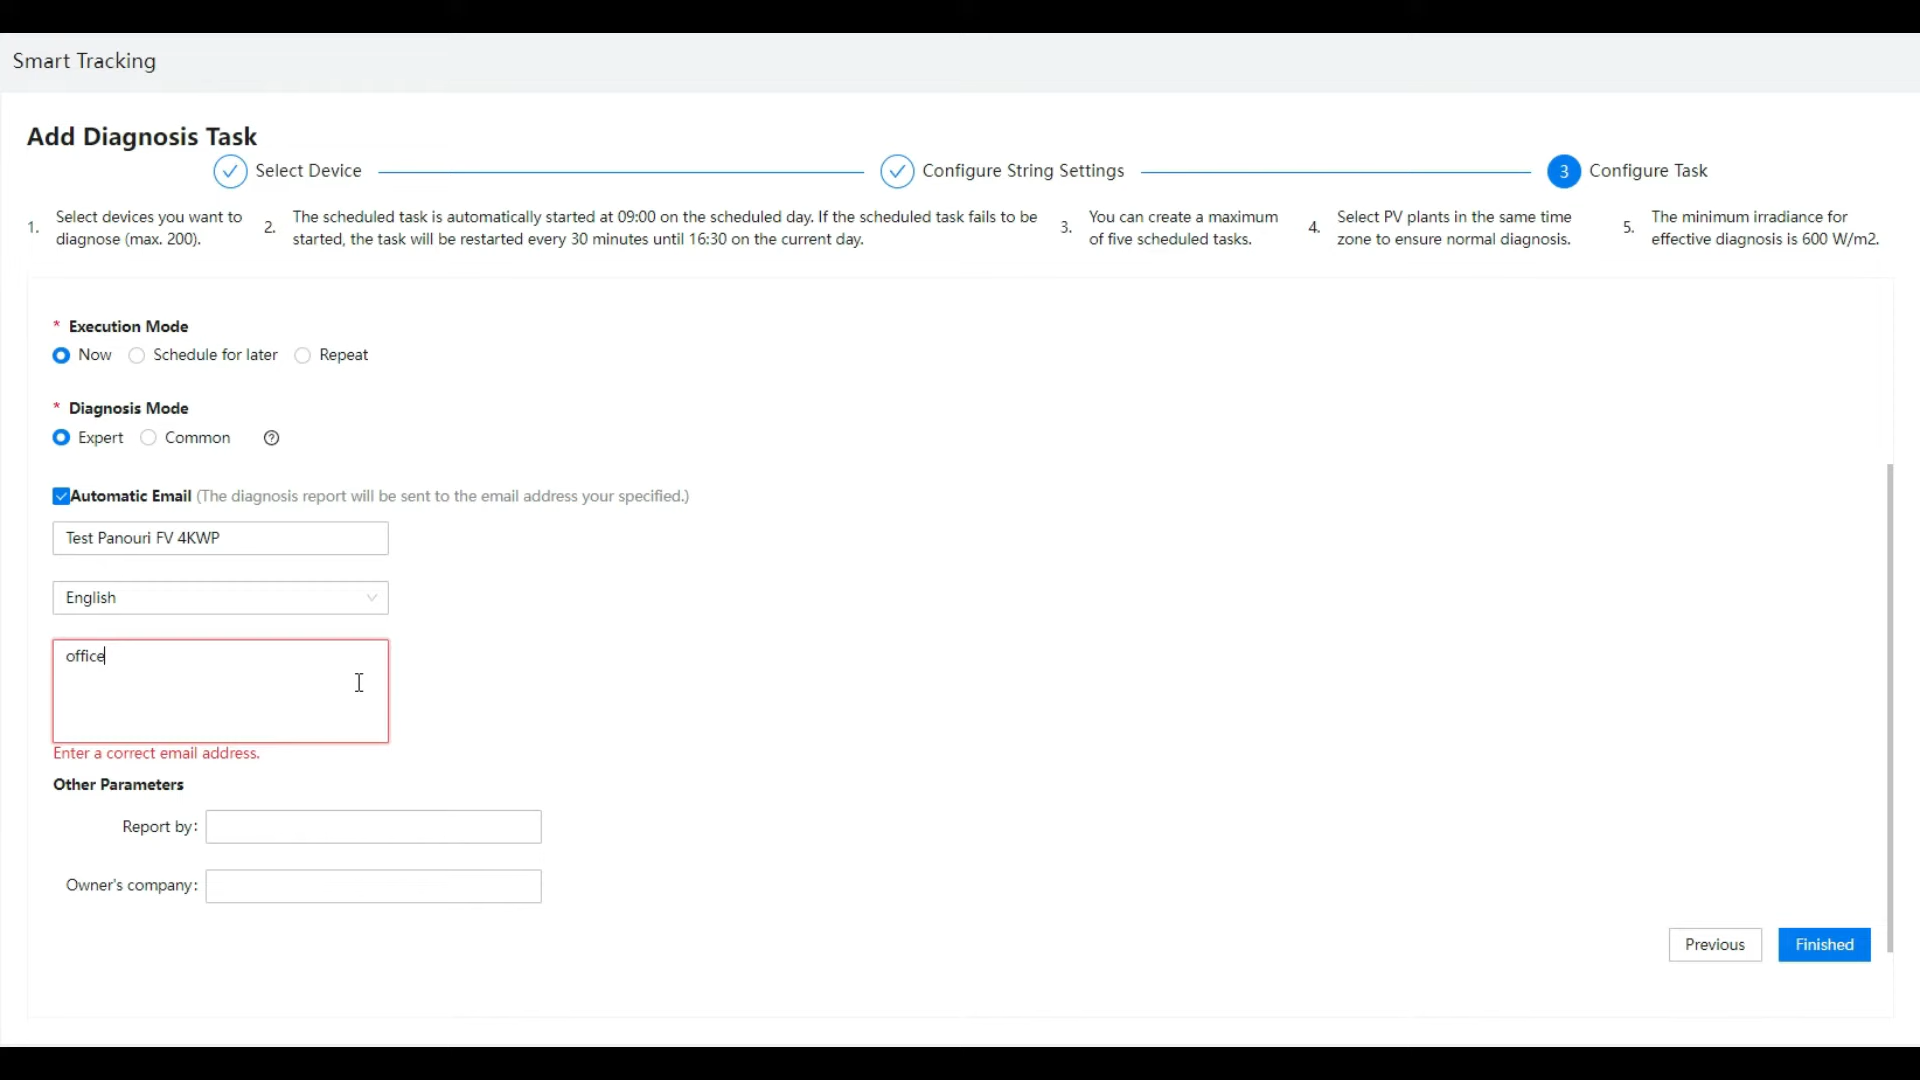 Smart Tracking
Add Diagnosis Task
Select Device
Configure String Settings
3 Configure Task
1. Select devices you want to
diagnose (max. 200).
2. The scheduled task is automatically started at 09:00 on the scheduled day. If the scheduled task fails to be
started, the task will be restarted every 30 minutes until 16:30 on the current day.
3. You can create a maximum
of five scheduled tasks.
4. Select PV plants in the same time
zone to ensure normal diagnosis.
5. The minimum irradiance for
effective diagnosis is 600 W/m2.
* Execution Mode
Now Schedule for later Repeat
* Diagnosis Mode
Expert Common ?
Automatic Email (The diagnosis report will be sent to the email address your specified.)
Test Panouri FV 4KWP
English
office
Enter a correct email address.
Other Parameters
Report by:
Owner's company:
Previous Finished